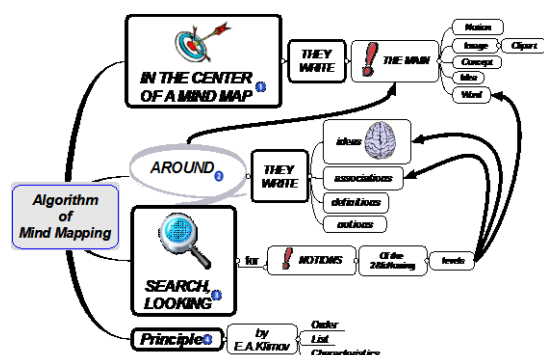 Algorithm
of
Mind Mapping
IN THE CENTER
OF A MIND MAP
1
THEY
WRITE
THE MAIN
Notion
Image
Clipart
Concept
Idea
Word
AROUND
2
THEY
WRITE
ideas
associations
definitions
notions
SEARCH,
LOOKING
3
for
NOTIONS
Of the
levels
Principle
4
by
E.A.Klimov
Order
List
Characteristics